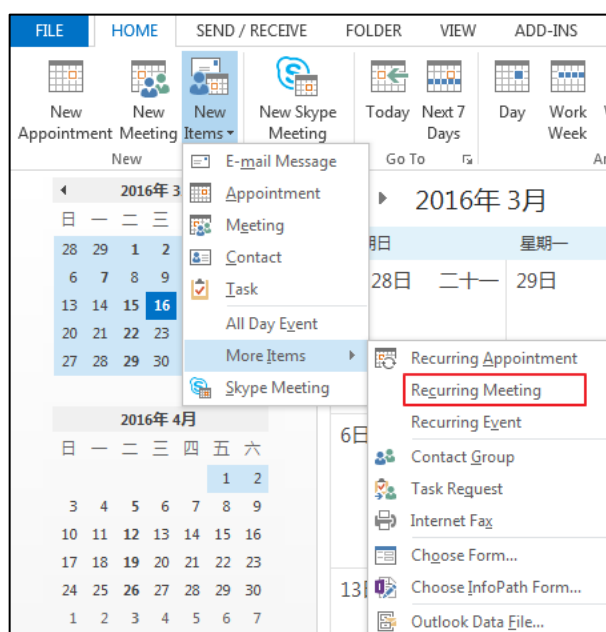 FILE HOME SEND / RECEIVE FOLDER VIEW ADD-INS
New Appointment
New Meeting
New Items
New Skype Meeting
Today
Next 7 Days
Day
Work Week
New
Go To
E-mail Message
Appointment
Meeting
Contact
Task
All Day Event
More Items
Skype Meeting
Recurring Appointment
Recurring Meeting
Recurring Event
Contact Group
Task Request
Internet Fax
Choose Form...
Choose InfoPath Form...
Outlook Data File...
2016年 3
日 一 二 三
28 29 1 2
6 7 8 9
13 14 15 16
20 21 22 23
27 28 29 30
2016年 4月
日 一 二 三 四 五 六
1 2
3 4 5 6 7 8 9
10 11 12 13 14 15 16
17 18 19 20 21 22 23
24 25 26 27 28 29 30
1 2 3 4 5 6 7
2016年 3月
期日 星期一
28日 二十一 29日
6日
13